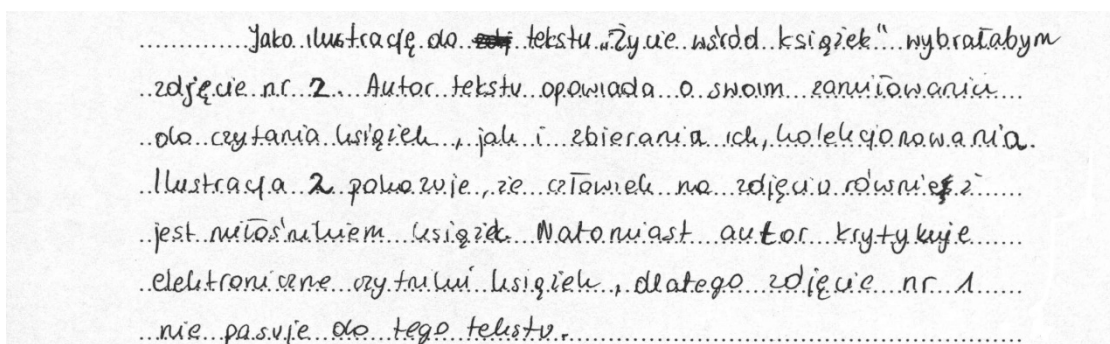 Jako ilustrację do tekstu „Życie wśród książek" wybrałabym
zdjęcie nr 2. Autor tekstu opowiada o swoim zamiłowaniu
do czytania książek, jak i zbierania ich, kolekcjonowania.
Ilustracja 2 pokazuje, że człowiek na zdjęciu również
jest miłośnikiem książek. Natomiast autor krytykuje
elektroniczne czytniki książek, dlatego zdjęcie nr 1
nie pasuje do tego tekstu.